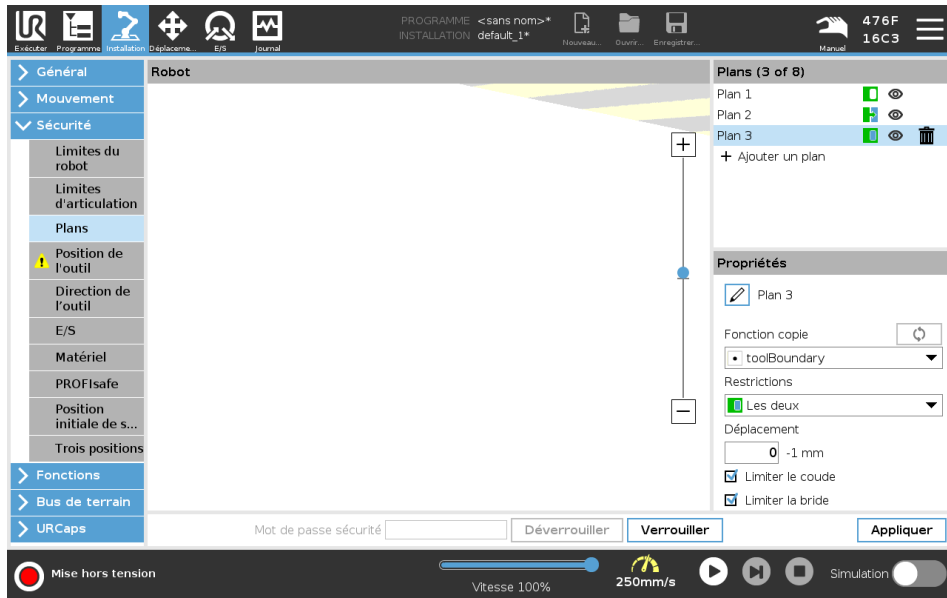 PROGRAMME <sans nom>*
INSTALLATION default_1*
Exécuter Programme Installation Déplaceme... E/S Journal
Nouveau... Ouvrir... Enregistrer...
Manuel
476F
16C3
Général
Mouvement
Sécurité
Limites du
robot
Limites
d'articulation
Plans
Position de
l'outil
Direction de
l'outil
E/S
Matériel
PROFIsafe
Position
initiale de s...
Trois positions
Fonctions
Bus de terrain
URCaps
Robot
Plans (3 of 8)
Plan 1
Plan 2
Plan 3
+ Ajouter un plan
Propriétés
Plan 3
Fonction copie
toolBoundary
Restrictions
Les deux
Déplacement
0 -1 mm
Limiter le coude
Limiter la bride
Mot de passe sécurité
Déverrouiller
Verrouiller
Appliquer
Mise hors tension
Vitesse 100%
250mm/s
Simulation